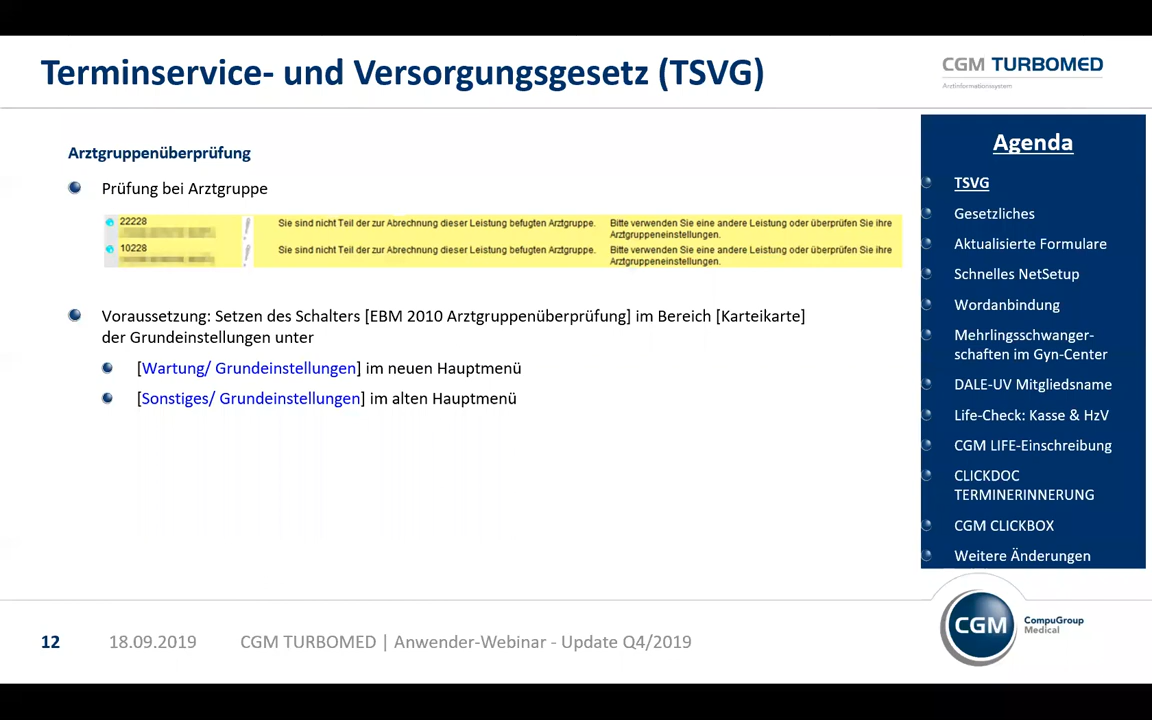 Terminservice- und Versorgungsgesetz (TSVG)
CGM TURBOMED
Arztinformationssystem
Arztgruppenüberprüfung
Prüfung bei Arztgruppe
22228
Sie sind nicht Teil der zur Abrechnung dieser Leistung befugten Arztgruppe.
Bitte verwenden Sie eine andere Leistung oder überprüfen Sie ihre
Arztgruppeneinstellungen.
10228
Sie sind nicht Teil der zur Abrechnung dieser Leistung befugten Arztgruppe.
Bitte verwenden Sie eine andere Leistung oder überprüfen Sie ihre
Arztgruppeneinstellungen.
Voraussetzung: Setzen des Schalters [EBM 2010 Arztgruppenüberprüfung] im Bereich [Karteikarte]
der Grundeinstellungen unter
[Wartung/ Grundeinstellungen] im neuen Hauptmenü
[Sonstiges/ Grundeinstellungen] im alten Hauptmenü
Agenda
TSVG
Gesetzliches
Aktualisierte Formulare
Schnelles NetSetup
Wordanbindung
Mehrlingsschwanger-
schaften im Gyn-Center
DALE-UV Mitgliedsname
Life-Check: Kasse & HzV
CGM LIFE-Einschreibung
CLICKDOC
TERMINERINNERUNG
CGM CLICKBOX
Weitere Änderungen
12
18.09.2019
CGM TURBOMED | Anwender-Webinar - Update Q4/2019
CGM
CompuGroup
Medical